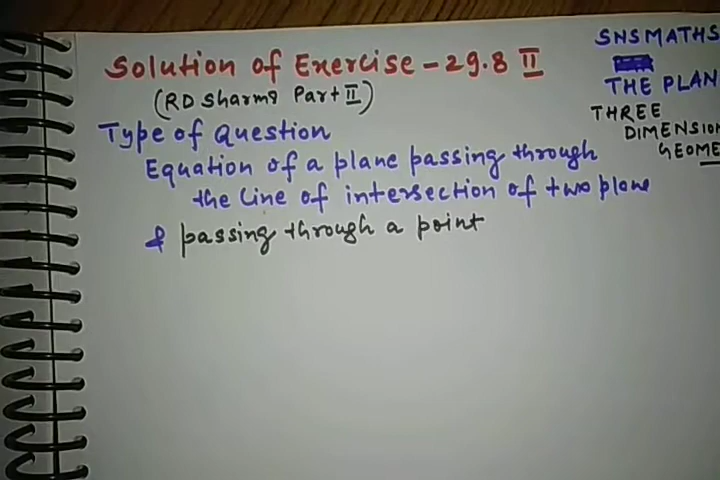 Solution of Exercise - 29.8 II
(RD Sharma Part II)
Type of Question
Equation of a plane passing through
the line of intersection of two plane
& passing through a point
SNSMATHS
THE PLAN
THREE
DIMENSION
GEOME